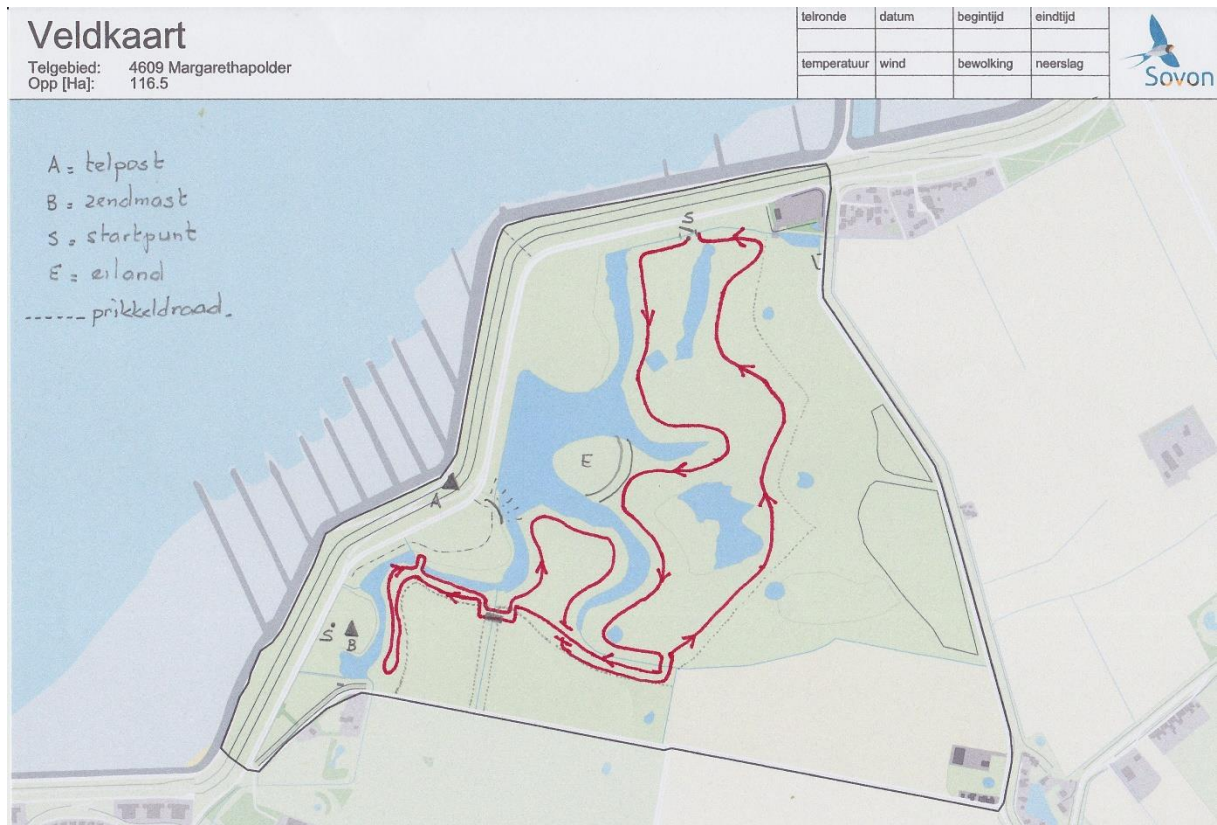 Veldkaart
Telgebied: 4609 Margarethapolder
Opp [Ha]: 116.5
telronde datum begintijd eindtijd
temperatuur wind bewolking neerslag
Sovon
A = telpost
B = zendmast
S = startpunt
E = eiland
------ prikkeldraad.
S
E
A
S
B